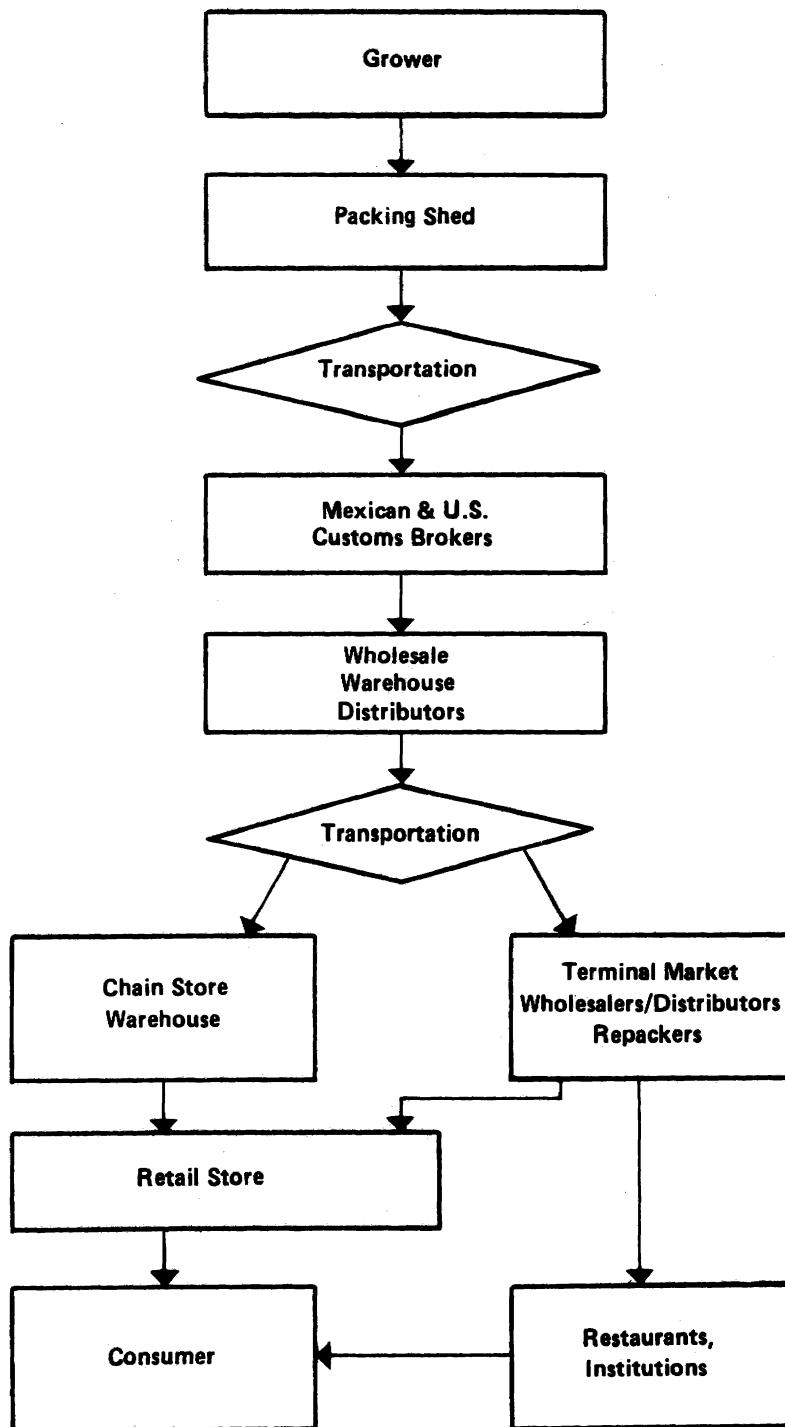 Grower
Packing Shed
Transportation
Mexican & U.S.
Customs Brokers
Wholesale
Warehouse
Distributors
Transportation
Chain Store
Warehouse
Terminal Market
Wholesalers/Distributors
Repackers
Retail Store
Consumer
Restaurants,
Institutions